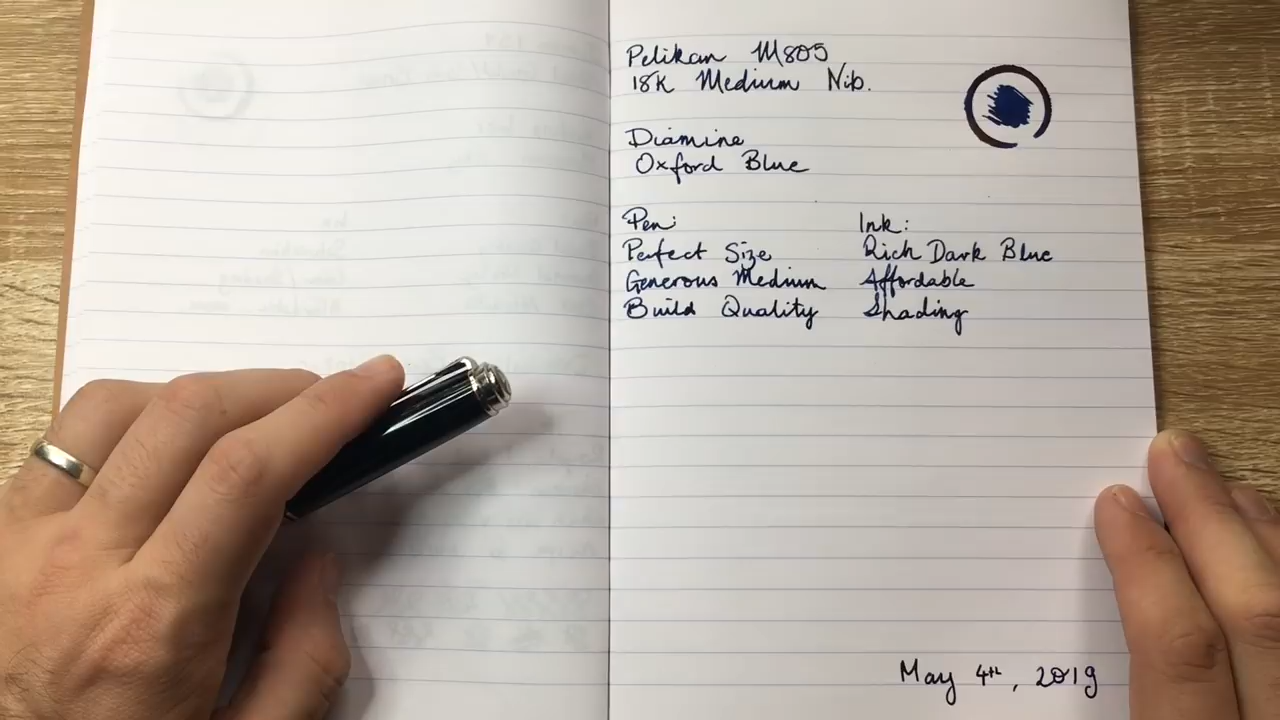 Pelikan M805
18K Medium Nib.
Diamine
Oxford Blue
Pen:
Perfect Size
Generous Medium
Build Quality
Ink:
Rich Dark Blue
Affordable
Shading
May 4th, 2019